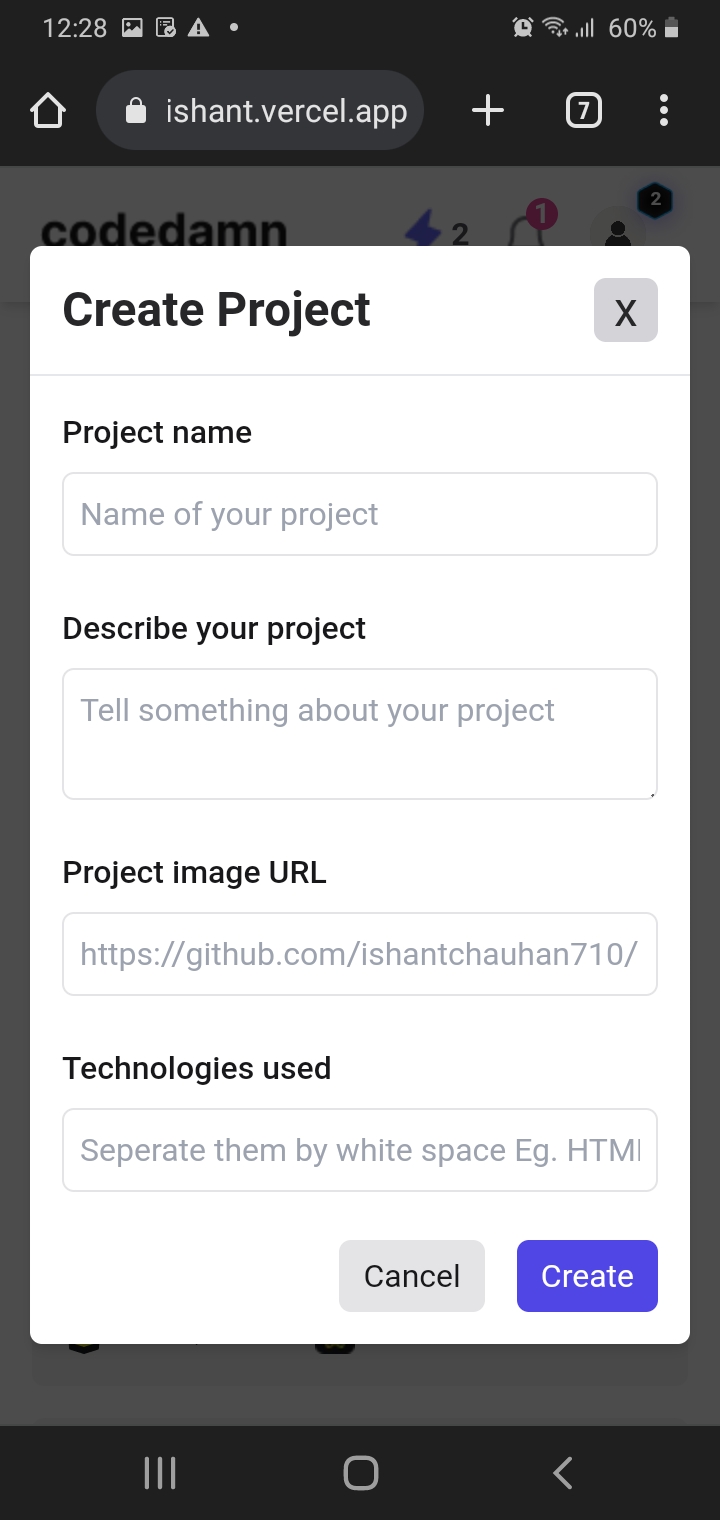 12:28
60%
ishant.vercel.app
7
codedamn
2
1
2
Create Project
X
Project name
Name of your project
Describe your project
Tell something about your project
Project image URL
https://github.com/ishantchauhan710/
Technologies used
Seperate them by white space Eg. HTML
Cancel
Create